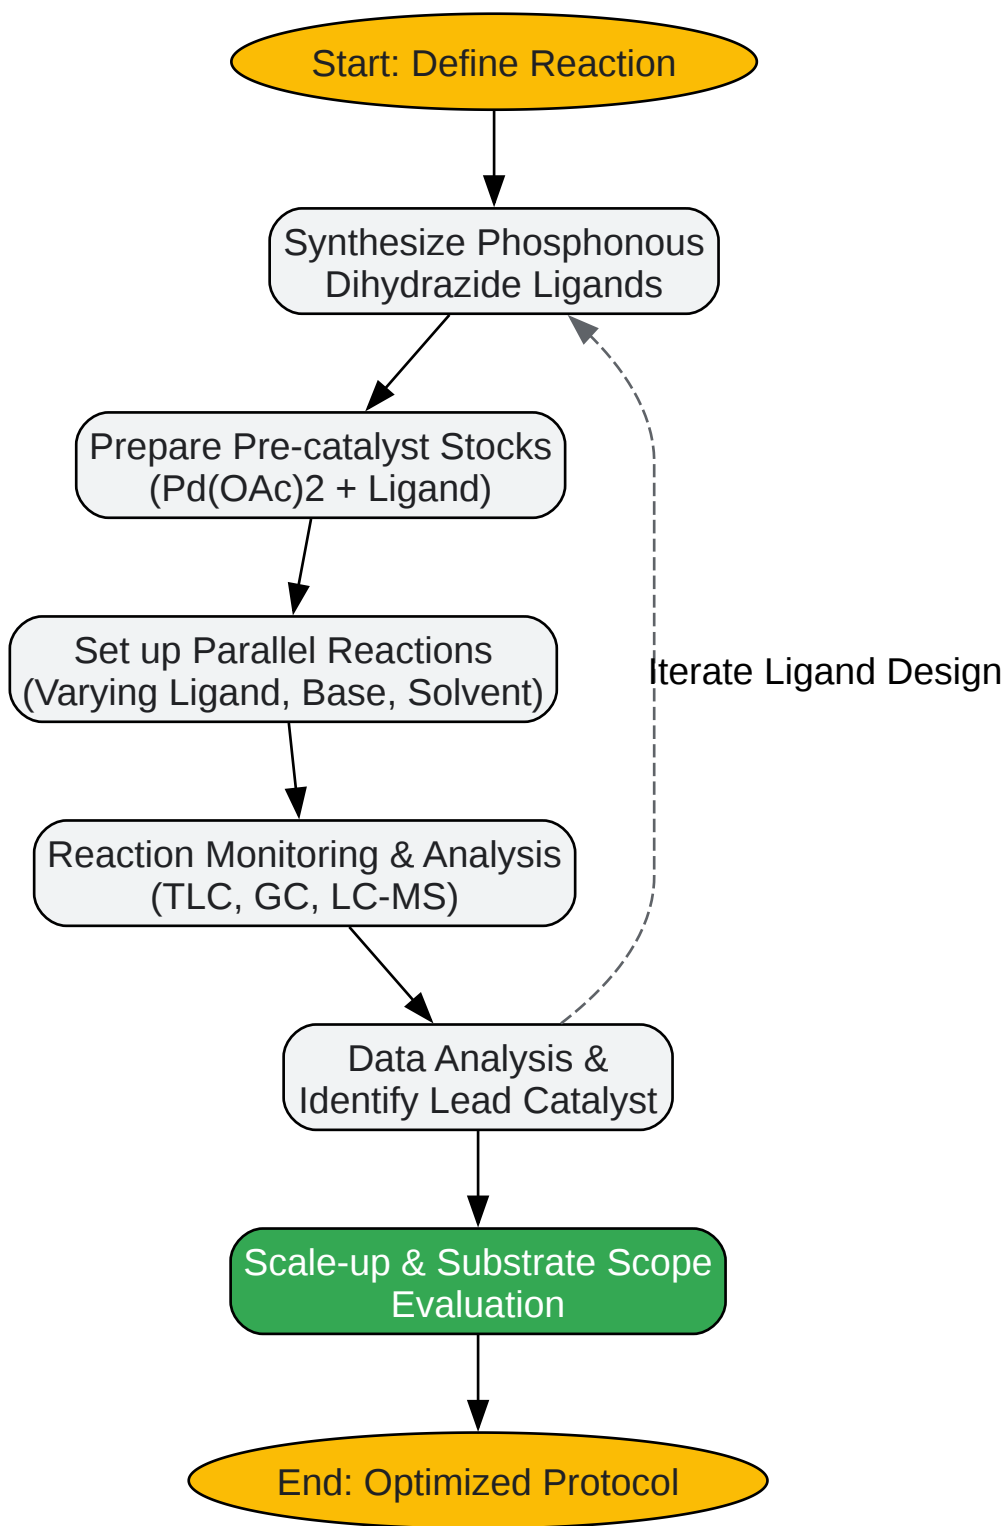 Start: Define Reaction
Synthesize Phosphonous
Dihydrazide Ligands
Prepare Pre-catalyst Stocks
(Pd(OAc)2 + Ligand)
Set up Parallel Reactions
(Varying Ligand, Base, Solvent)
Iterate Ligand Design
Reaction Monitoring & Analysis
(TLC, GC, LC-MS)
Data Analysis &
Identify Lead Catalyst
Scale-up & Substrate Scope
Evaluation
End: Optimized Protocol